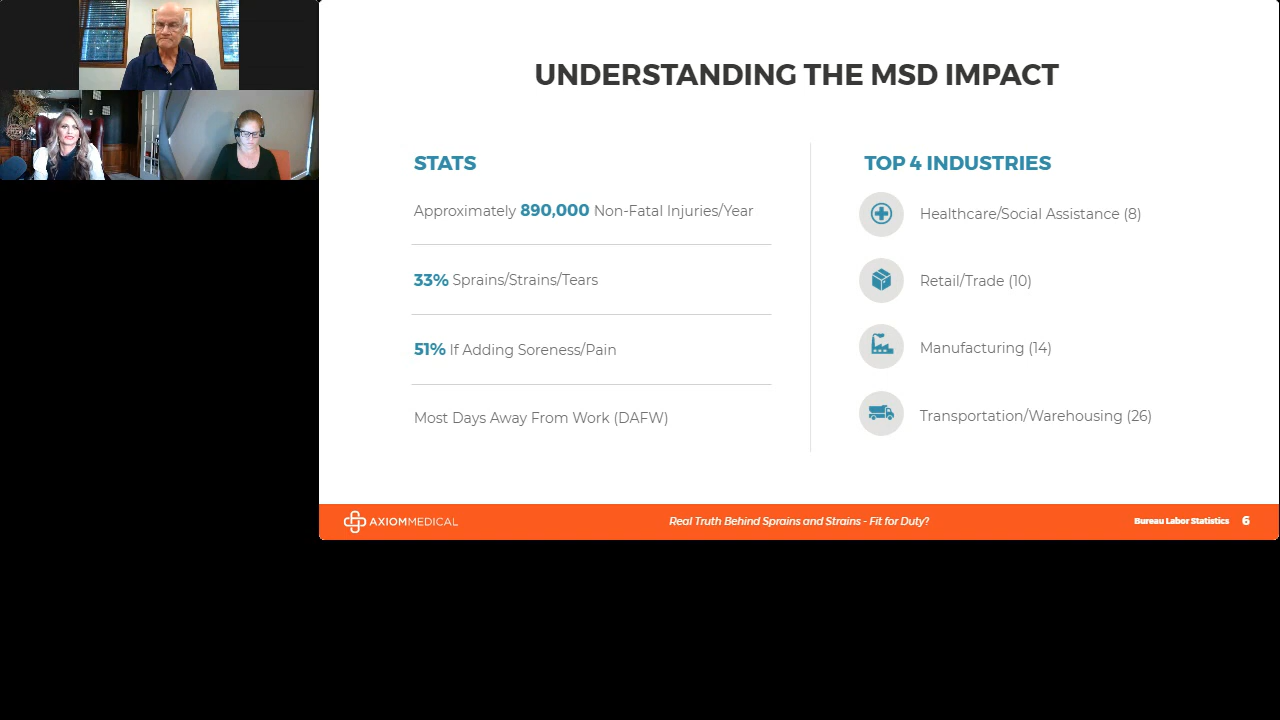 UNDERSTANDING THE MSD IMPACT
STATS
Approximately 890,000 Non-Fatal Injuries/Year
33% Sprains/Strains/Tears
51% If Adding Soreness/Pain
Most Days Away From Work (DAFW)
TOP 4 INDUSTRIES
Healthcare/Social Assistance (8)
Retail/Trade (10)
Manufacturing (14)
Transportation/Warehousing (26)
AXIOMMEDICAL
Real Truth Behind Sprains and Strains - Fit for Duty?
Bureau Labor Statistics 6